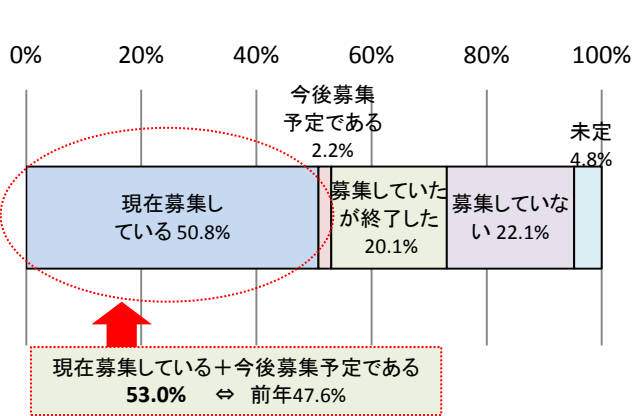 0% 20% 40% 60% 80% 100%
今後募集
予定である
2.2%
未定
4.8%
現在募集し
ている 50.8%
募集していた
が終了した
20.1%
募集していな
い 22.1%
現在募集している＋今後募集予定である
53.0% ⇔ 前年47.6%